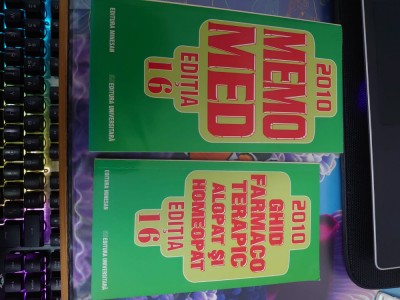 2010
MEMO
MED
EDIȚIA
16
EDITURA MINESAN
EDITURA UNIVERSITARĂ
2010
GHID
FARMACO
TERAPIC
ALOPAT ȘI
HOMEOPAT
EDIȚIA
16
EDITURA MINESAN
EDITURA UNIVERSITARĂ